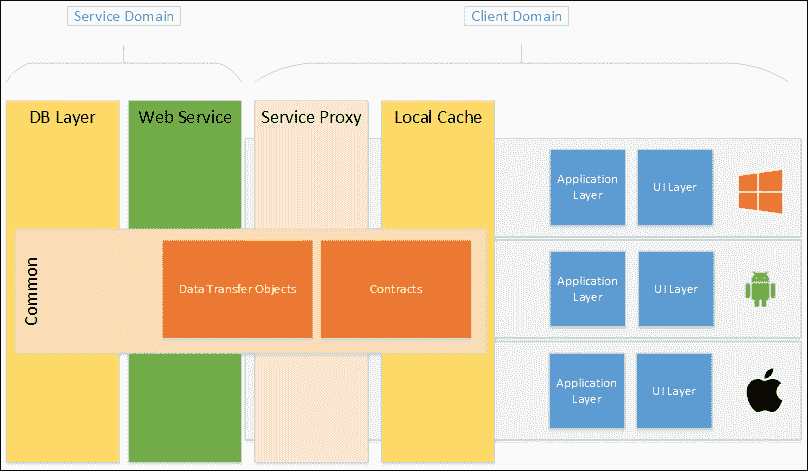 Service Domain
Client Domain
DB Layer
Web Service
Service Proxy
Local Cache
Application
Layer
UI Layer
Common
Data Transfer Objects
Contracts
Application
Layer
UI Layer
Application
Layer
UI Layer